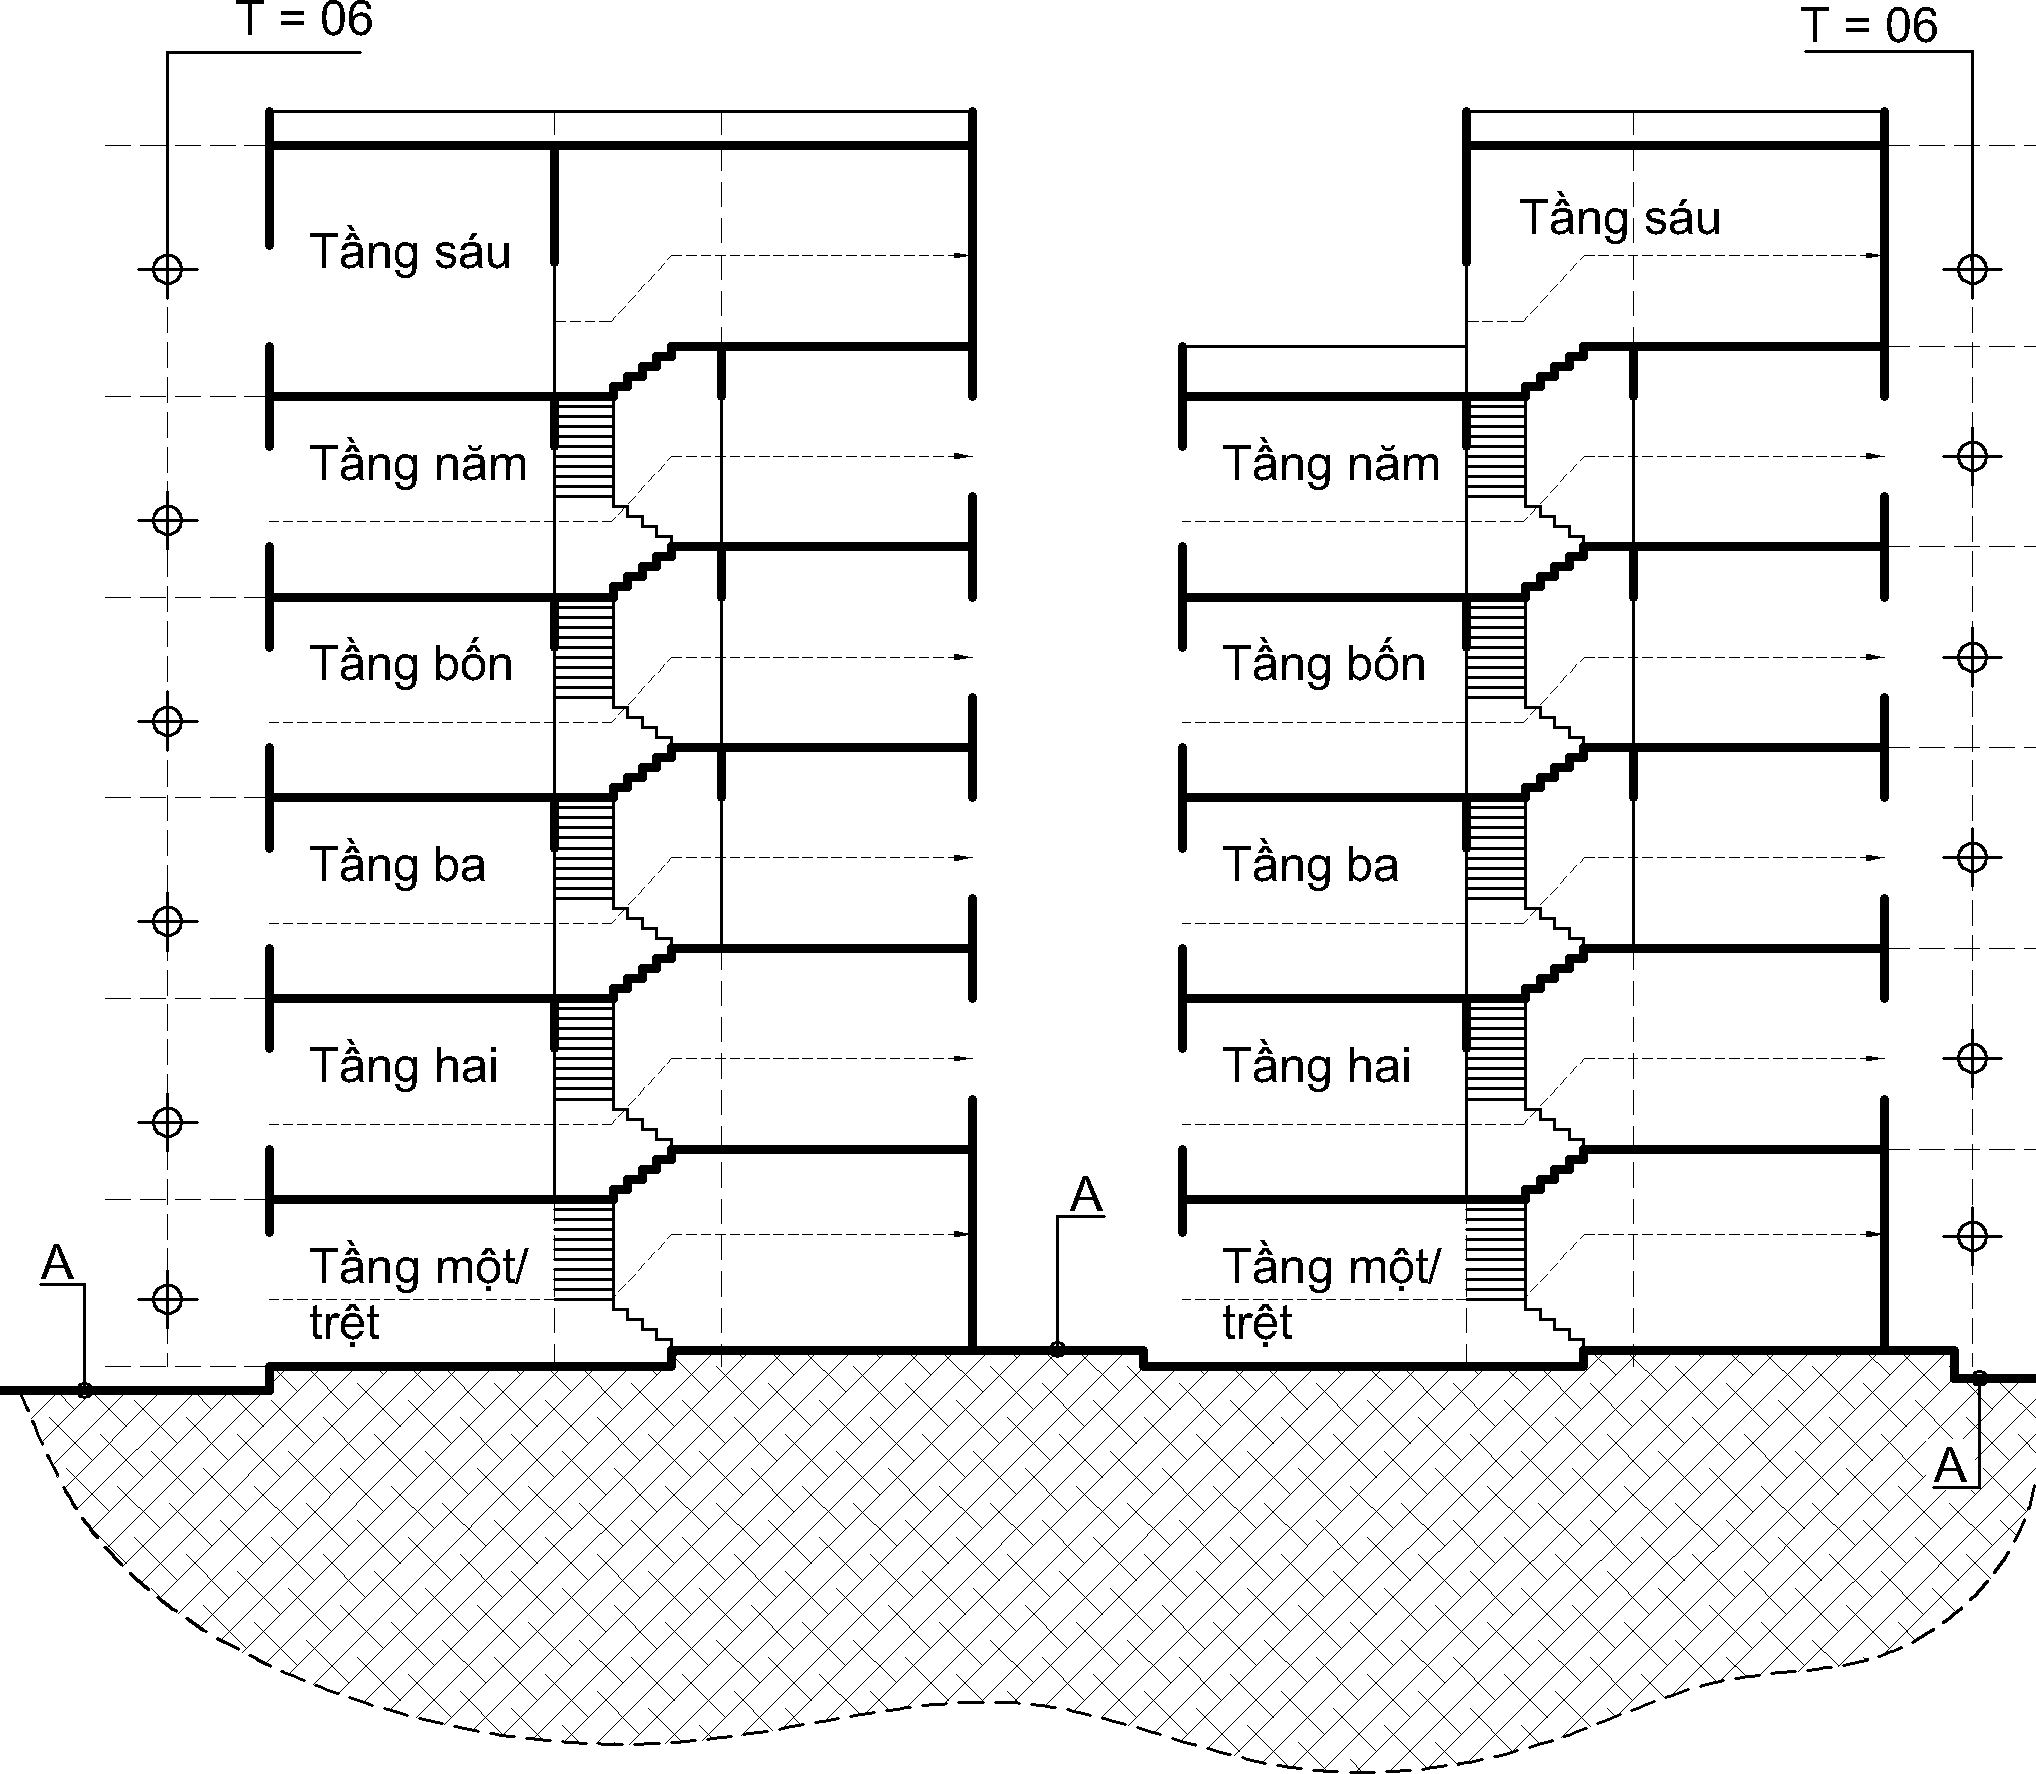 T = 06
T = 06
Tầng sáu
Tầng sáu
Tầng năm
Tầng năm
Tầng bốn
Tầng bốn
Tầng ba
Tầng ba
Tầng hai
Tầng hai
A
A
Tầng một/
trệt
Tầng một/
trệt
A